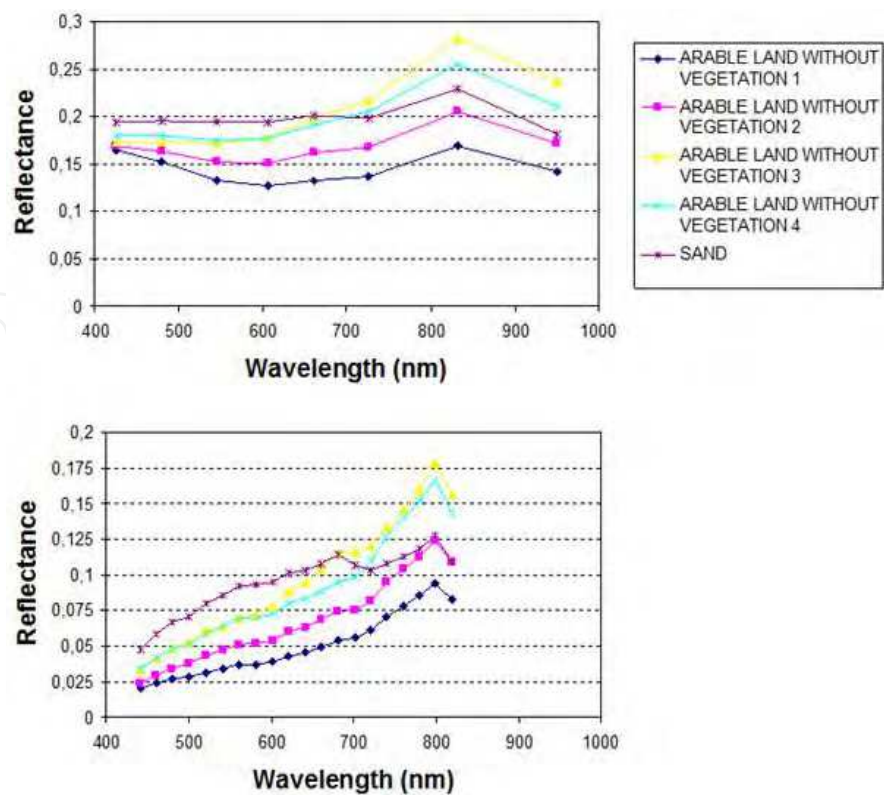 0,3
0,25
0,2
0,15
0,1
0,05
0
Reflectance
400 500 600 700 800 900 1000
Wavelength (nm)
ARABLE LAND WITHOUT
VEGETATION 1
ARABLE LAND WITHOUT
VEGETATION 2
ARABLE LAND WITHOUT
VEGETATION 3
ARABLE LAND WITHOUT
VEGETATION 4
SAND
0,2
0,175
0,15
0,125
0,1
0,075
0,05
0,025
0
Reflectance
400 500 600 700 800 900 1000
Wavelength (nm)